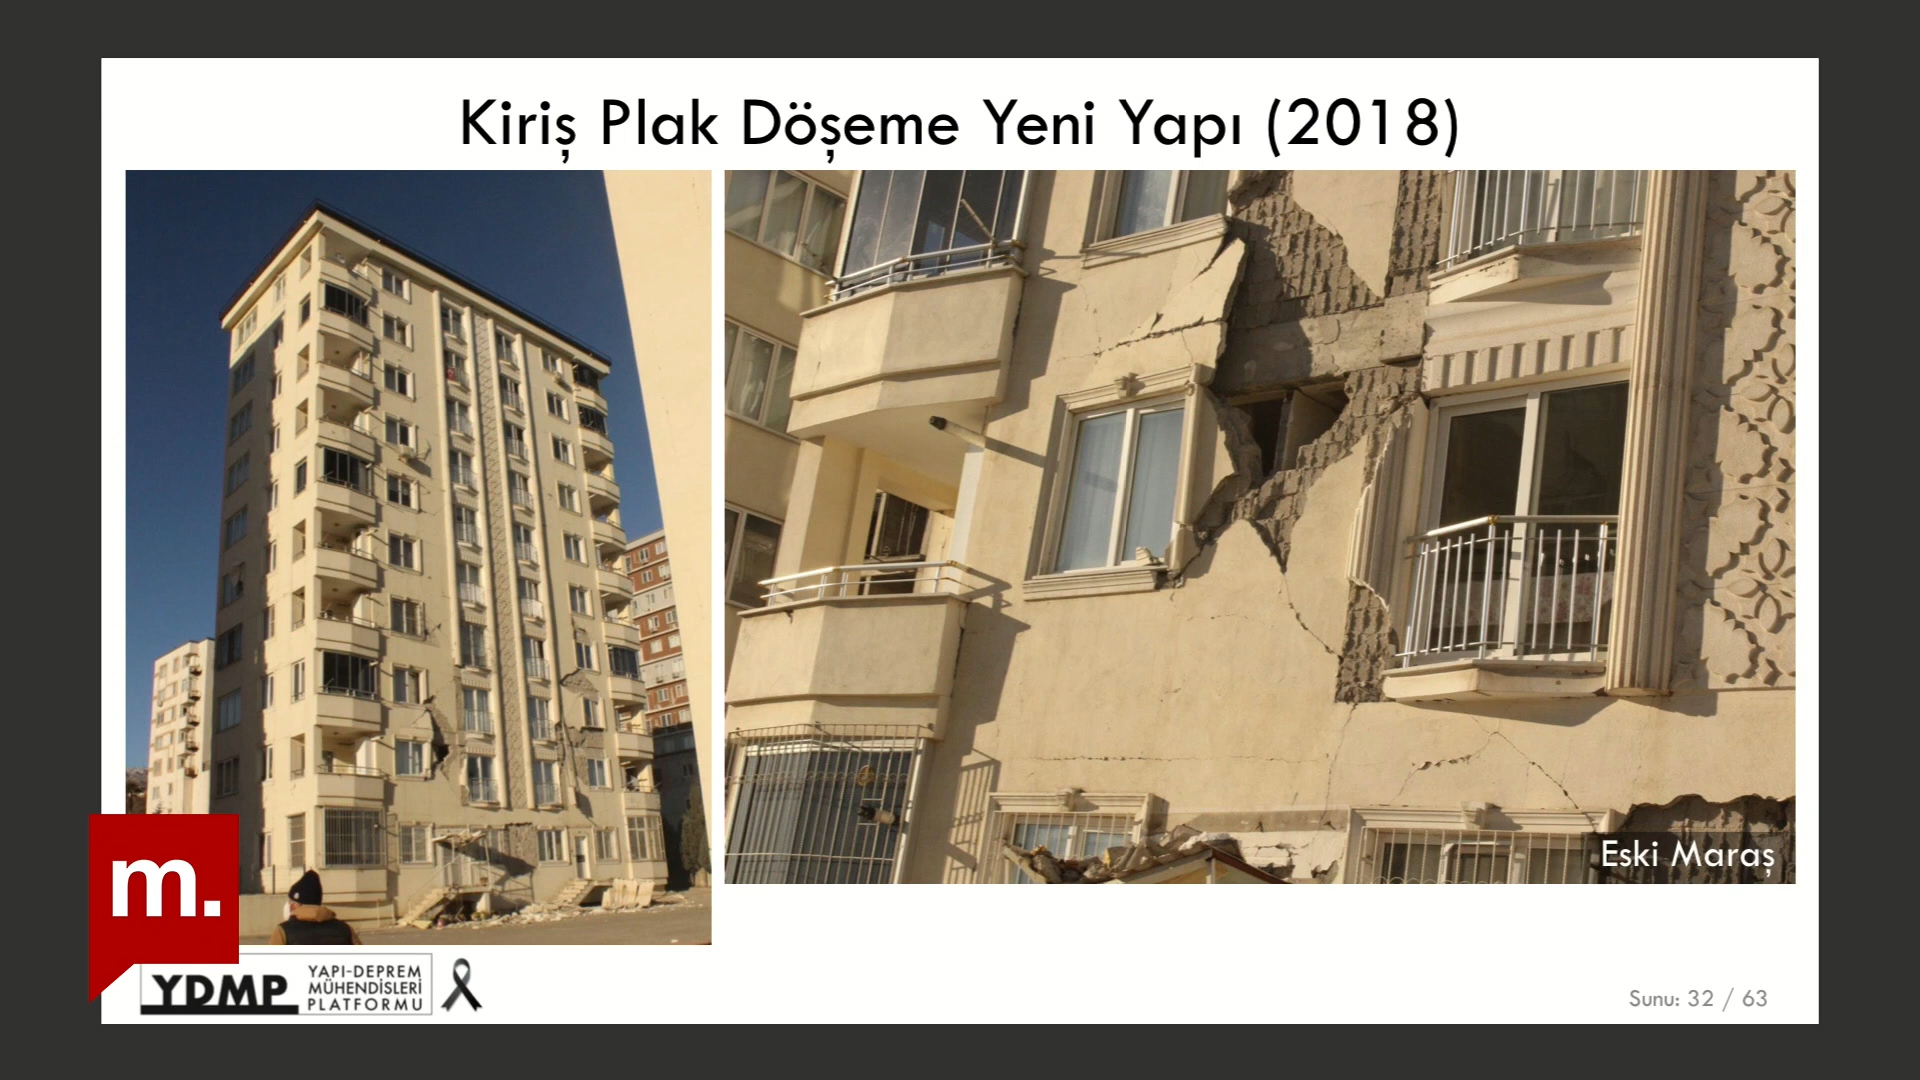 Kiriş Plak Döşeme Yeni Yapı (2018)
Eski Maraş
m.
YDMP
YAPI-DEPREM
MÜHENDİSLERİ
PLATFORMU
Sunu: 32 / 63